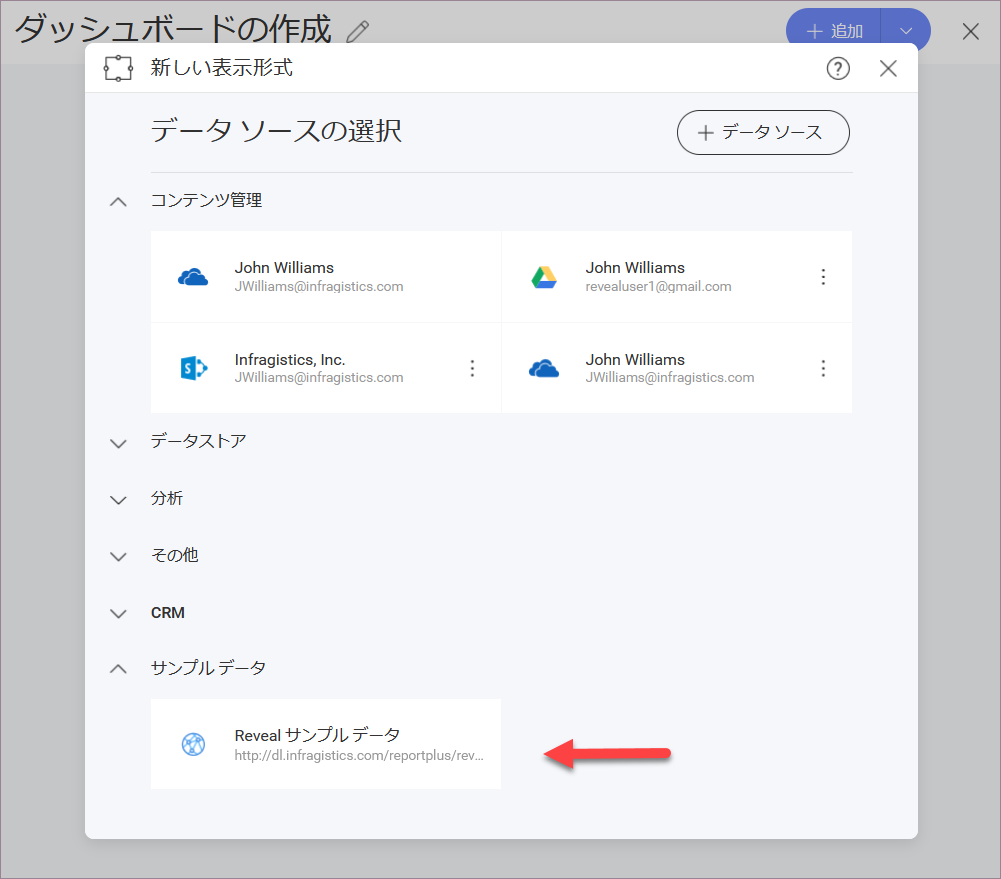 ダッシュボードの作成
追加
新しい表示形式
データ ソースの選択
データ ソース
コンテンツ管理
John Williams
JWilliams@infragistics.com
John Williams
revealuser1@gmail.com
Infragistics, Inc.
JWilliams@infragistics.com
John Williams
JWilliams@infragistics.com
データストア
分析
その他
CRM
サンプル データ
Reveal サンプル データ
http://dl.infragistics.com/reportplus/rev...